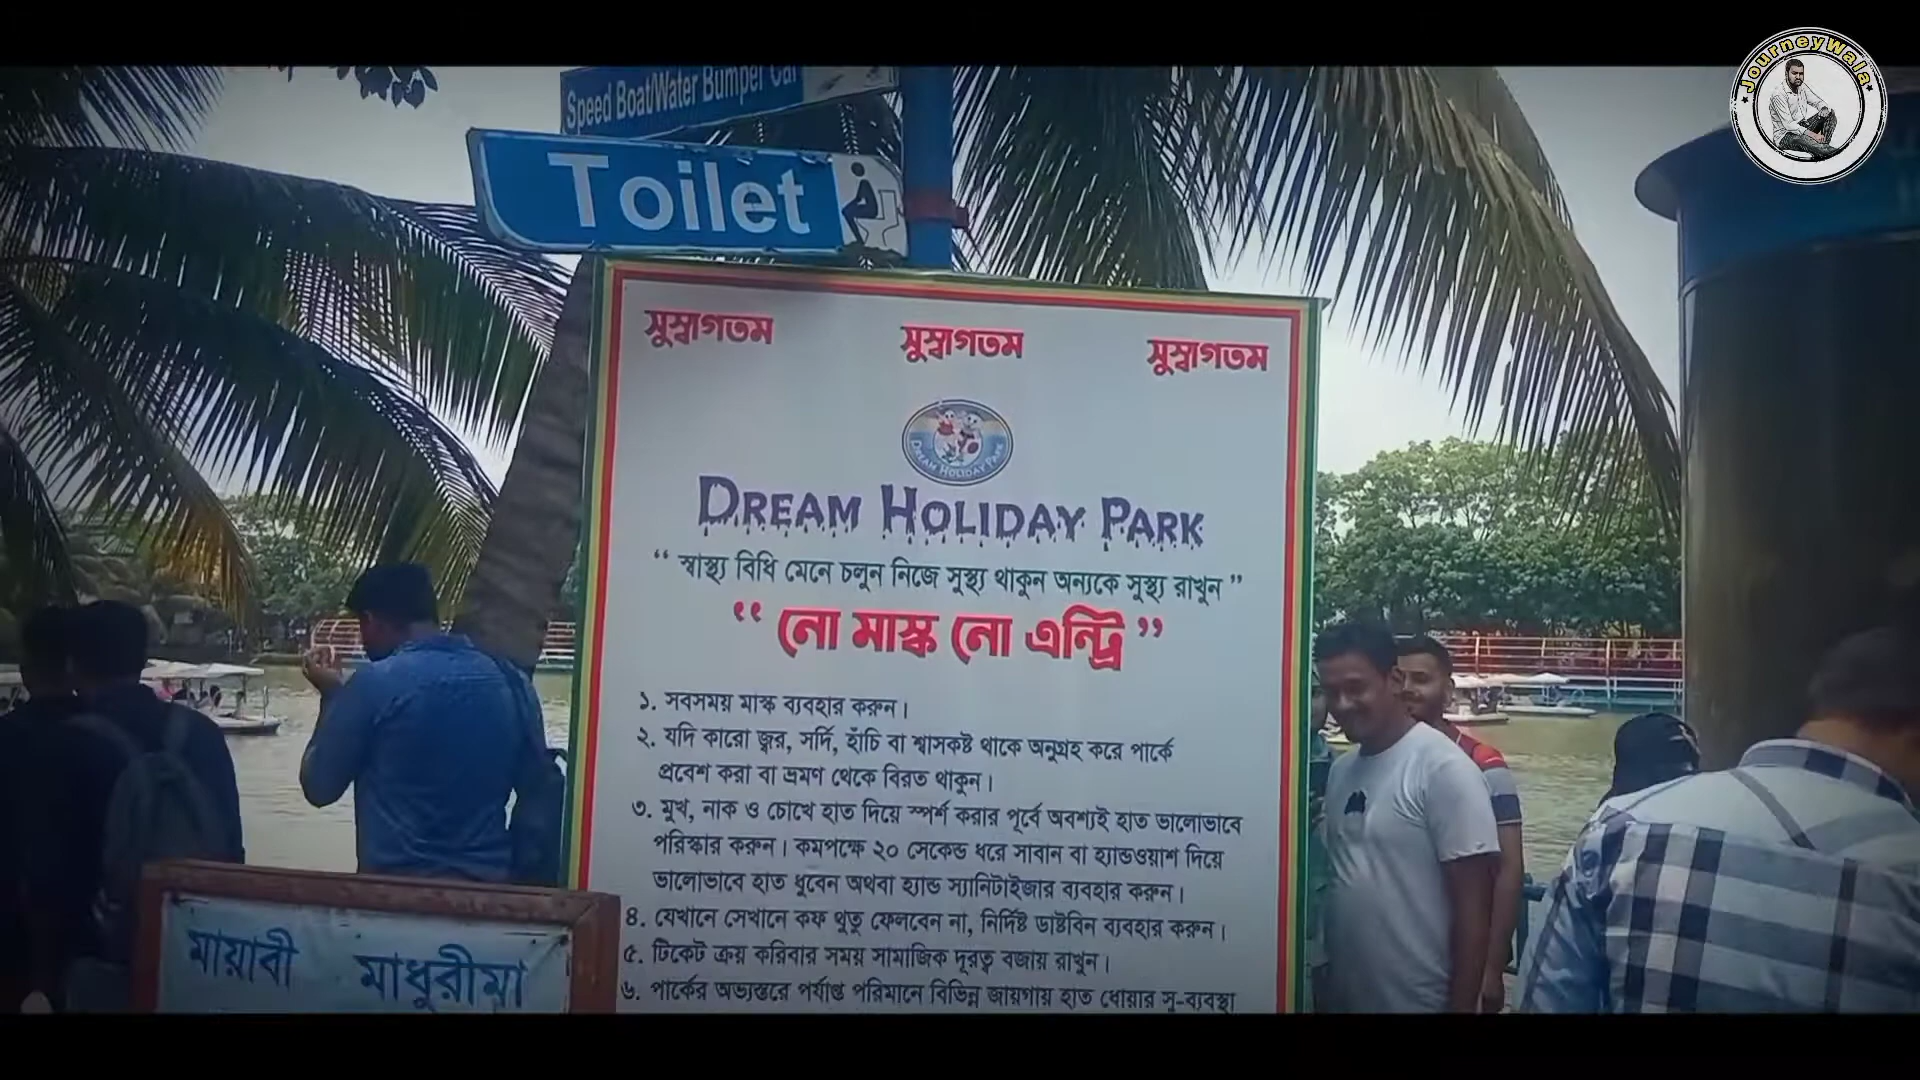 JourneyWala
Speed Boat/Water Bumper Car
Toilet
সুস্বাগতম সুস্বাগতম সুস্বাগতম
DREAM HOLIDAY PARK
DREAM HOLIDAY PARK
“ স্বাস্থ্য বিধি মেনে চলুন নিজে সুস্থ্য থাকুন অন্যকে সুস্থ্য রাখুন ”
“ নো মাস্ক নো এন্ট্রি ”
১. সবসময় মাস্ক ব্যবহার করুন।
২. যদি কারো জ্বর, সর্দি, হাঁচি বা শ্বাসকষ্ট থাকে অনুগ্রহ করে পার্কে
প্রবেশ করা বা ভ্রমণ থেকে বিরত থাকুন।
৩. মুখ, নাক ও চোখে হাত দিয়ে স্পর্শ করার পূর্বে অবশ্যই হাত ভালোভাবে
পরিস্কার করুন। কমপক্ষে ২০ সেকেন্ড ধরে সাবান বা হ্যান্ডওয়াশ দিয়ে
ভালোভাবে হাত ধুবেন অথবা হ্যান্ড স্যানিটাইজার ব্যবহার করুন।
৪. যেখানে সেখানে কফ থুতু ফেলবেন না, নির্দিষ্ট ডাষ্টবিন ব্যবহার করুন।
৫. টিকেট ক্রয় করিবার সময় সামাজিক দূরত্ব বজায় রাখুন।
৬. পার্কের অভ্যন্তরে পর্যাপ্ত পরিমানে বিভিন্ন জায়গায় হাত ধোয়ার সু-ব্যবস্থা
মায়াবী মাধুরীমা